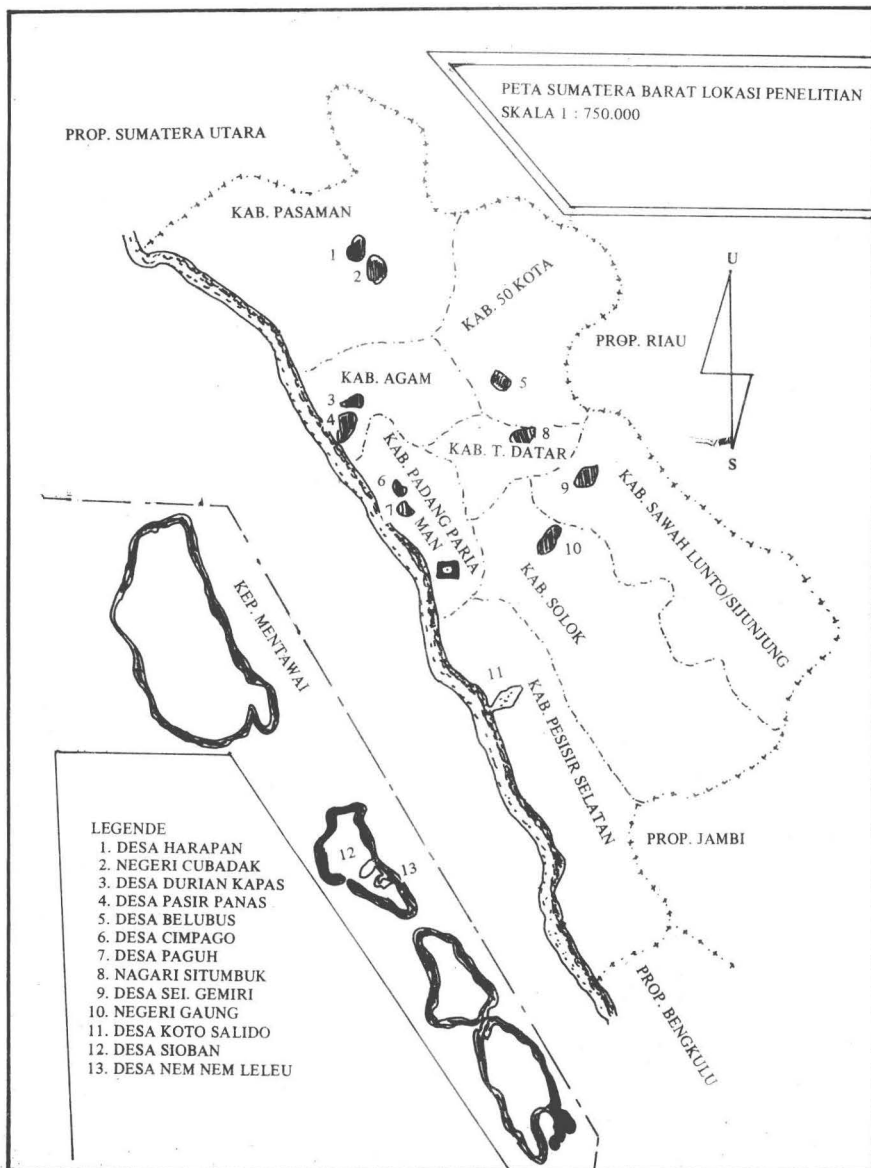 PETA SUMATERA BARAT LOKASI PENELITIAN
SKALA 1 : 750.000
PROP. SUMATERA UTARA
KAB. PASAMAN
1
2
KAB. 50 KOTA
U
PROP. RIAU
S
KAB. AGAM
3
4
5
KAB. T. DATAR
8
KAB. PADANG PARIA
MAN
6
7
9
10
KAB. SAWAH LUNTO/SIJUNJUNG
KAB. SOLOK
KEP. MENTAWAI
11
KAB. PESISIR SELATAN
PROP. JAMBI
PROP. BENGKULU
12
13
LEGENDE
1. DESA HARAPAN
2. NEGERI CUBADAK
3. DESA DURIAN KAPAS
4. DESA PASIR PANAS
5. DESA BELUBUS
6. DESA CIMPAGO
7. DESA PAGUH
8. NAGARI SITUMBUK
9. DESA SEI. GEMIRI
10. NEGERI GAUNG
11. DESA KOTO SALIDO
12. DESA SIOBAN
13. DESA NEM NEM LELEU